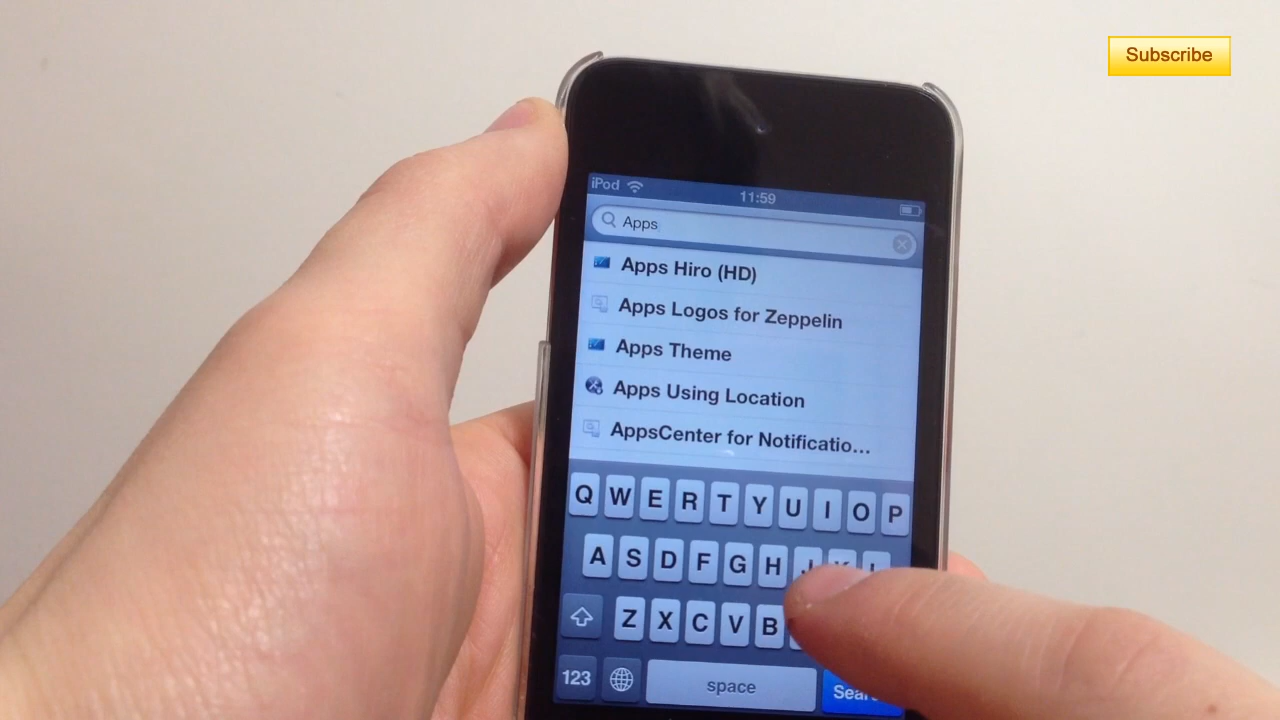 Subscribe
iPod 11:59
Apps
Apps Hiro (HD)
Apps Logos for Zeppelin
Apps Theme
Apps Using Location
AppsCenter for Notificatio...
Q W E R T Y U I O P
A S D F G H J K L
Z X C V B
123 space Sear